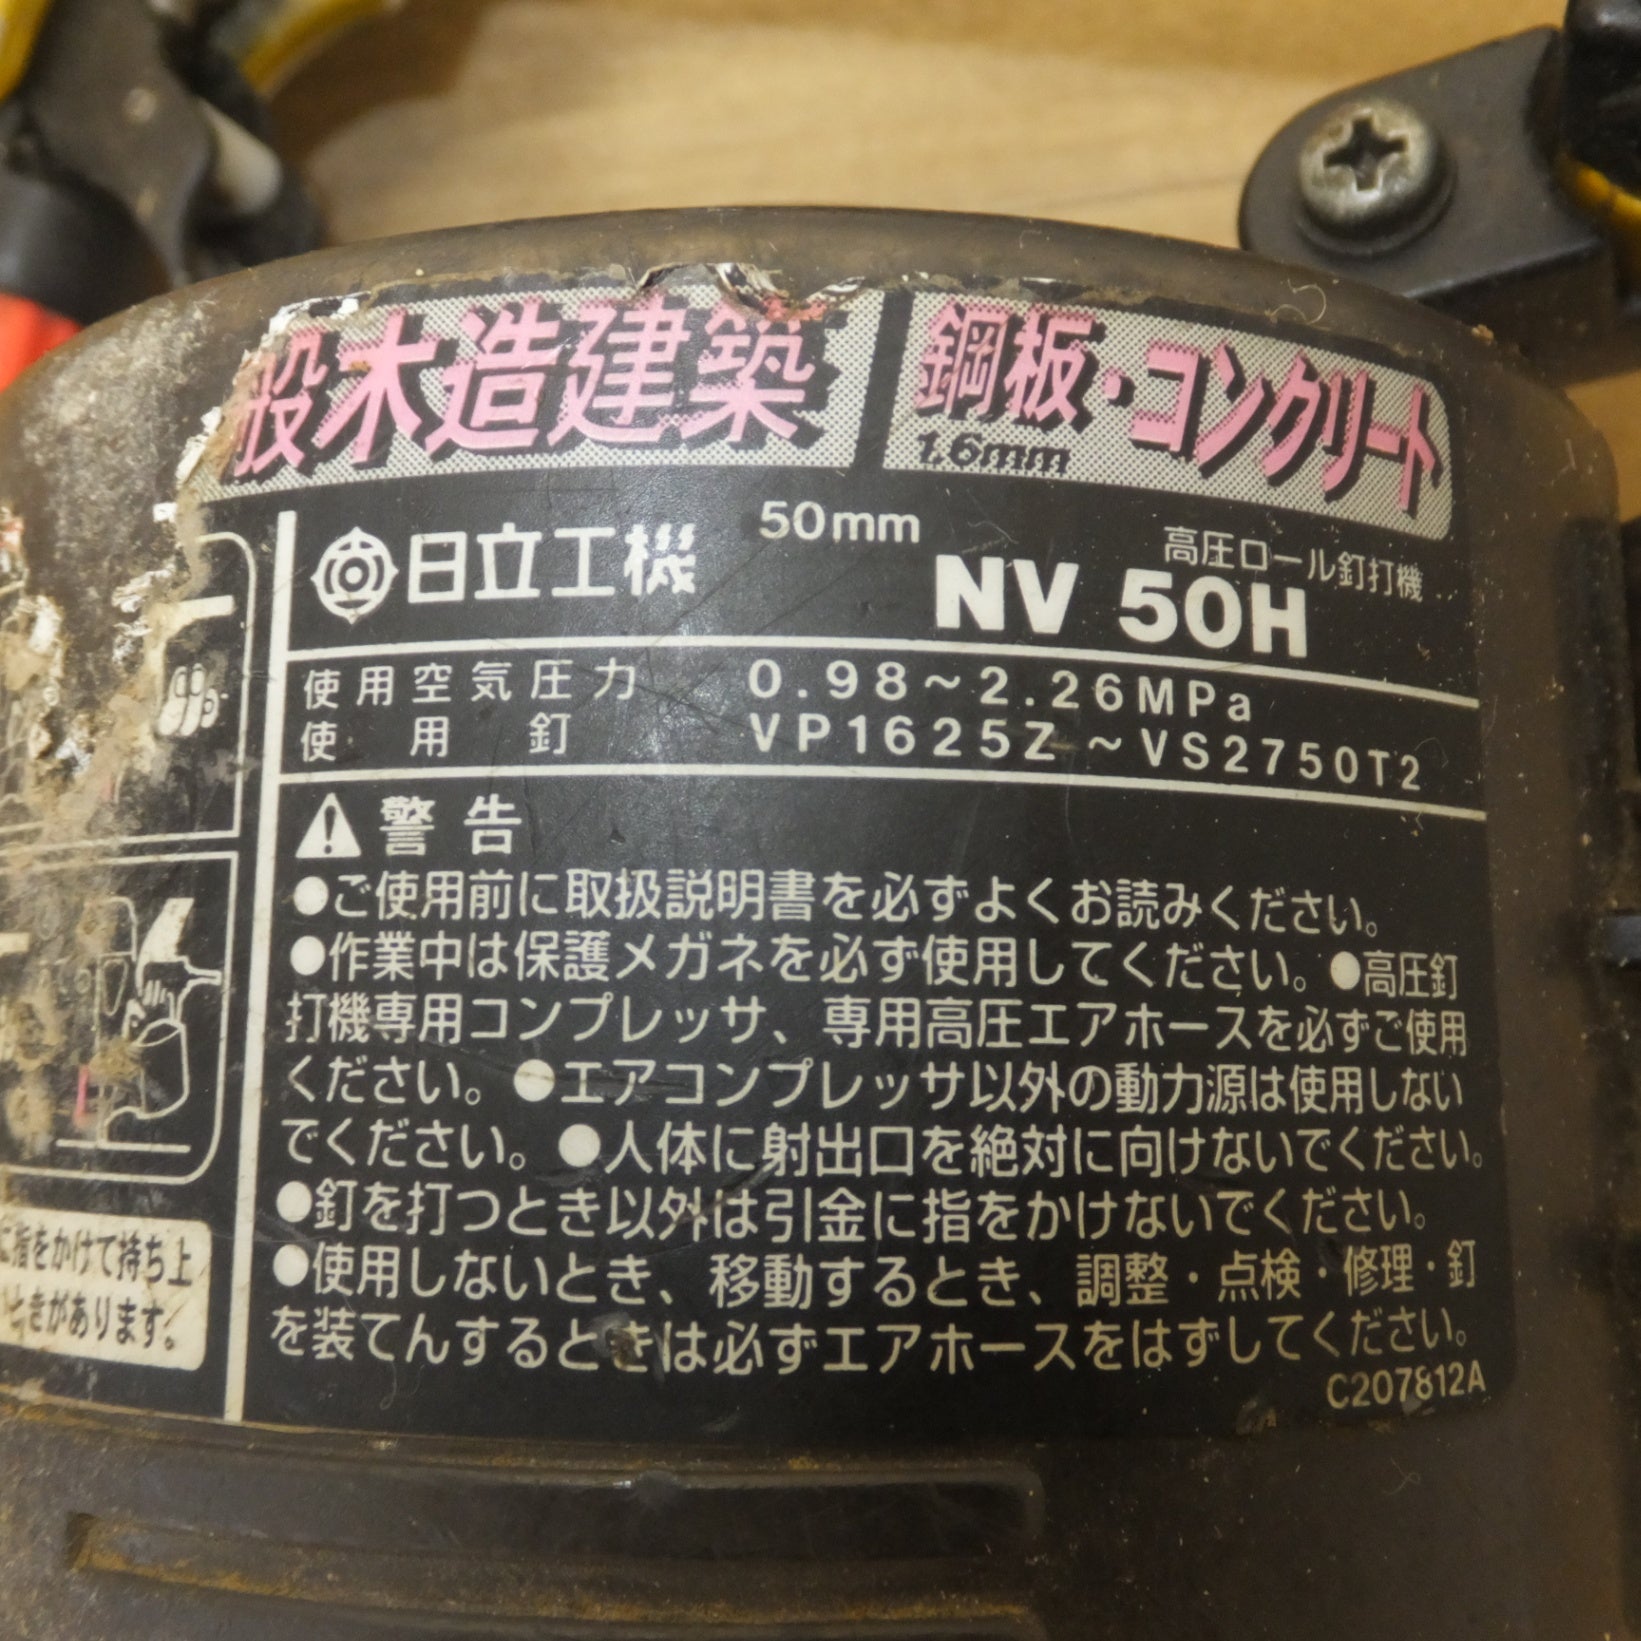 般木造建築
鋼板・コンクリート
1.6mm
日立工機
50mm
高圧ロール釘打機
NV 50H
使用空気圧力 0.98~2.26MPa
使用釘 VP1625Z~VS2750T2
警告
●ご使用前に取扱説明書を必ずよくお読みください。
●作業中は保護メガネを必ず使用してください。●高圧釘
打機専用コンプレッサ、専用高圧エアホースを必ずご使用
ください。●エアコンプレッサ以外の動力源は使用しない
でください。●人体に射出口を絶対に向けないでください。
●釘を打つとき以外は引金に指をかけないでください。
●使用しないとき、移動するとき、調整・点検・修理・釘
を装てんするときは必ずエアホースをはずしてください。
C207812A
に指をかけて持ち上
ときがあります。